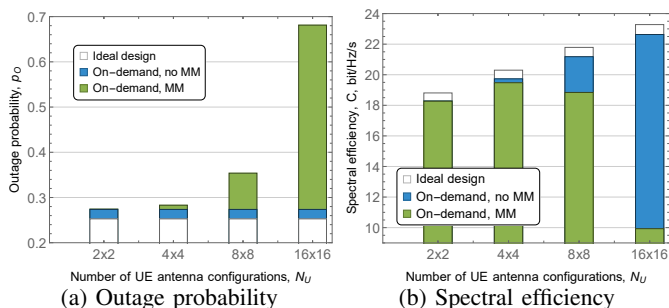 0.7
0.6
0.5
0.4
0.3
0.2
Outage probability, pO
Ideal design
On-demand, no MM
On-demand, MM
2x2 4x4 8x8 16x16
Number of UE antenna configurations, NU
(a) Outage probability
24
22
20
18
16
14
12
10
Spectral efficiency, C, bit/Hz/s
Ideal design
On-demand, no MM
On-demand, MM
2x2 4x4 8x8 16x16
Number of UE antenna configurations, NU
(b) Spectral efficiency